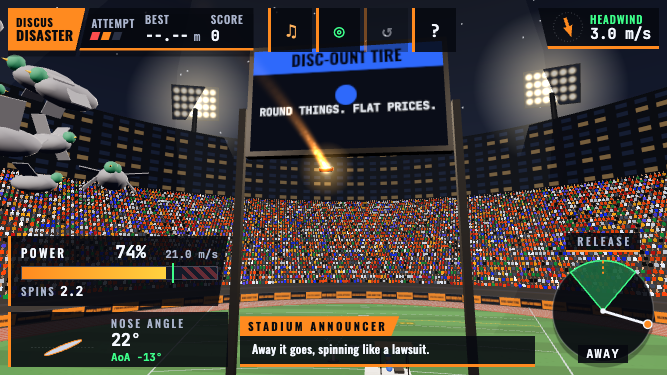 DISCUS
DISASTER
ATTEMPT
BEST
--.-- m
SCORE
0
?
HEADWIND
3.0 m/s
DISC-OUNT TIRE
ROUND THINGS. FLAT PRICES.
POWER 74% 21.0 m/s
SPINS 2.2
NOSE ANGLE
22°
AoA -13°
STADIUM ANNOUNCER
Away it goes, spinning like a lawsuit.
RELEASE
AWAY